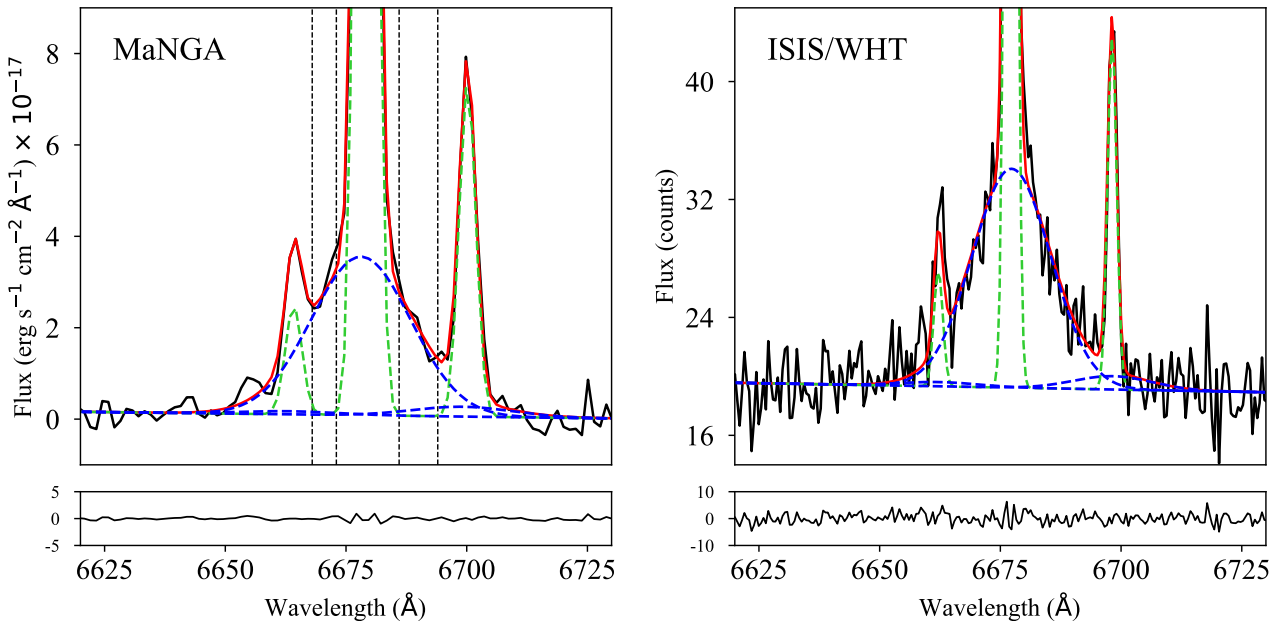 MaNGA
8
6
4
2
0
Flux (erg s⁻¹ cm⁻² Å⁻¹) × 10⁻¹⁷
5
0
-5
6625 6650 6675 6700 6725
Wavelength (Å)
ISIS/WHT
40
32
24
16
Flux (counts)
10
0
-10
6625 6650 6675 6700 6725
Wavelength (Å)